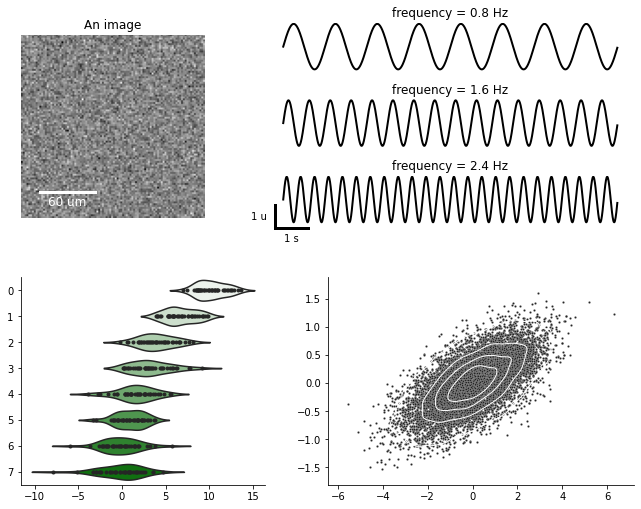 An image
60 um
frequency = 0.8 Hz
frequency = 1.6 Hz
frequency = 2.4 Hz
1 u
1 s
0
1
2
3
4
5
6
7
−10 −5 0 5 10 15
1.5
1.0
0.5
0.0
−0.5
−1.0
−1.5
−6 −4 −2 0 2 4 6